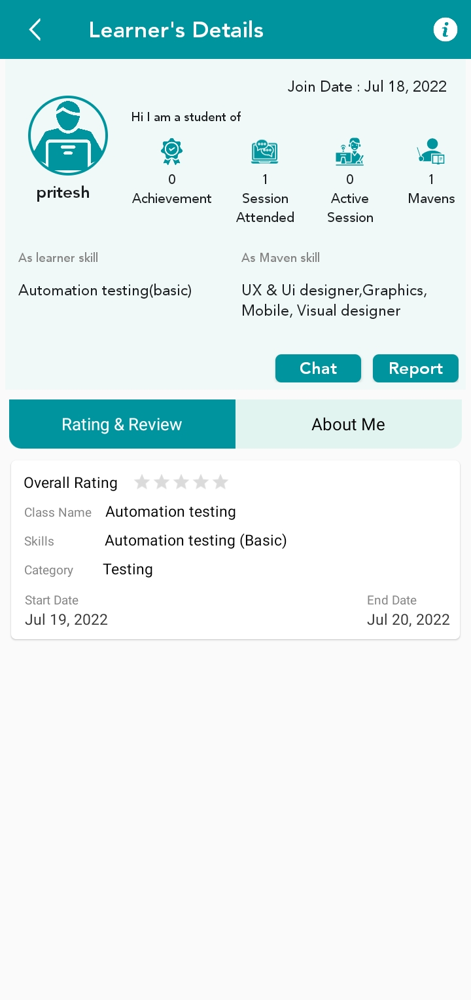 Learner's Details
Join Date : Jul 18, 2022
Hi I am a student of
pritesh
0
Achievement
1
Session
Attended
0
Active
Session
1
Mavens
As learner skill
Automation testing(basic)
As Maven skill
UX & Ui designer,Graphics,
Mobile, Visual designer
Chat
Report
Rating & Review
About Me
Overall Rating
Class Name Automation testing
Skills Automation testing (Basic)
Category Testing
Start Date
Jul 19, 2022
End Date
Jul 20, 2022